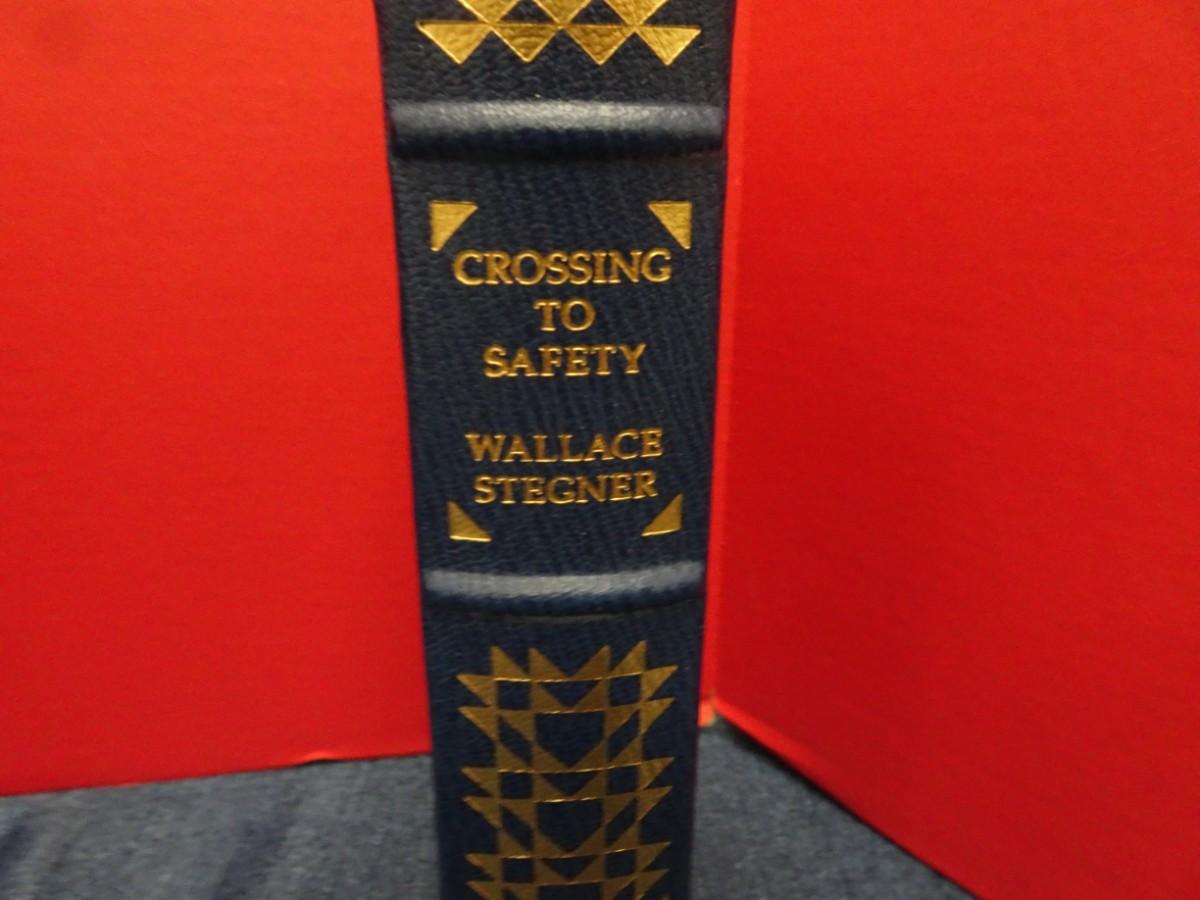 CROSSING
TO
SAFETY
WALLACE
STEGNER